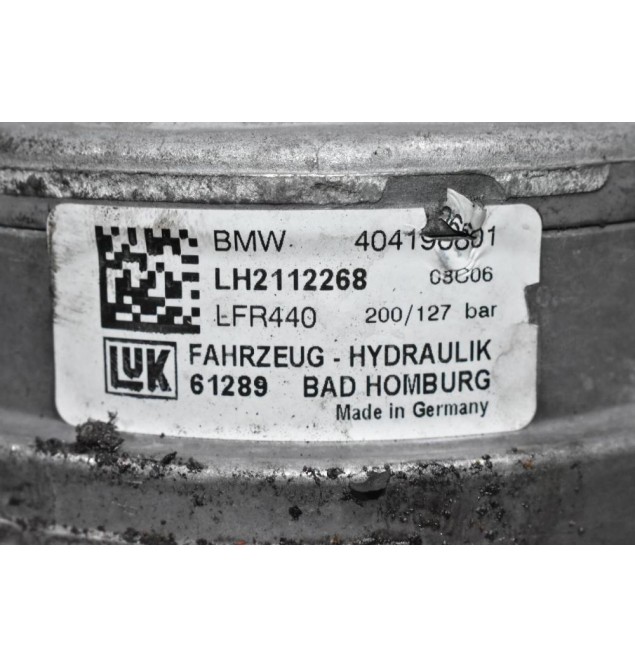 BMW.
LH2112268
LFR440 200/127 bar
LUK FAHRZEUG - HYDRAULIK
61289 BAD HOMBURG
Made in Germany